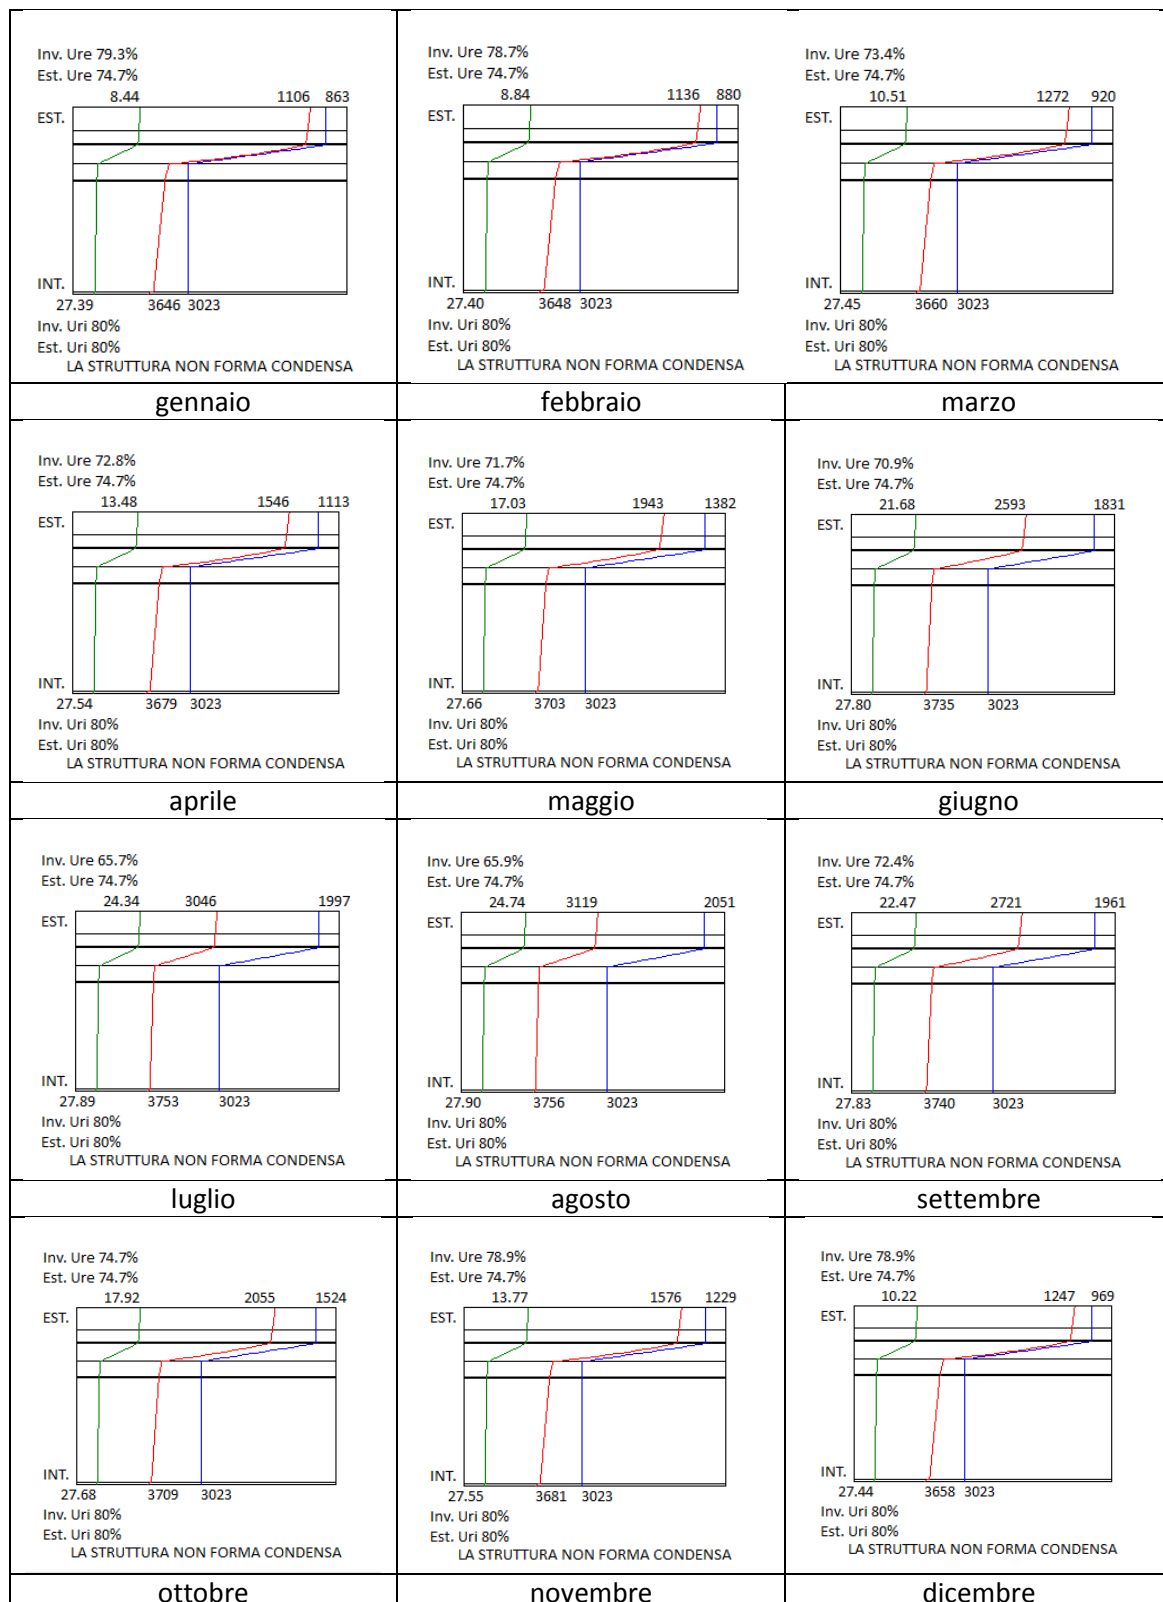 Inv. Ure 79.3%
Est. Ure 74.7%
8.44 1106 863
EST.
INT.
27.39 3646 3023
Inv. Uri 80%
Est. Uri 80%
LA STRUTTURA NON FORMA CONDENSA
gennaio
Inv. Ure 78.7%
Est. Ure 74.7%
8.84 1136 880
EST.
INT.
27.40 3648 3023
Inv. Uri 80%
Est. Uri 80%
LA STRUTTURA NON FORMA CONDENSA
febbraio
Inv. Ure 73.4%
Est. Ure 74.7%
10.51 1272 920
EST.
INT.
27.45 3660 3023
Inv. Uri 80%
Est. Uri 80%
LA STRUTTURA NON FORMA CONDENSA
marzo
Inv. Ure 72.8%
Est. Ure 74.7%
13.48 1546 1113
EST.
INT.
27.54 3679 3023
Inv. Uri 80%
Est. Uri 80%
LA STRUTTURA NON FORMA CONDENSA
aprile
Inv. Ure 71.7%
Est. Ure 74.7%
17.03 1943 1382
EST.
INT.
27.66 3703 3023
Inv. Uri 80%
Est. Uri 80%
LA STRUTTURA NON FORMA CONDENSA
maggio
Inv. Ure 70.9%
Est. Ure 74.7%
21.68 2593 1831
EST.
INT.
27.80 3735 3023
Inv. Uri 80%
Est. Uri 80%
LA STRUTTURA NON FORMA CONDENSA
giugno
Inv. Ure 65.7%
Est. Ure 74.7%
24.34 3046 1997
EST.
INT.
27.89 3753 3023
Inv. Uri 80%
Est. Uri 80%
LA STRUTTURA NON FORMA CONDENSA
luglio
Inv. Ure 65.9%
Est. Ure 74.7%
24.74 3119 2051
EST.
INT.
27.90 3756 3023
Inv. Uri 80%
Est. Uri 80%
LA STRUTTURA NON FORMA CONDENSA
agosto
Inv. Ure 72.4%
Est. Ure 74.7%
22.47 2721 1961
EST.
INT.
27.83 3740 3023
Inv. Uri 80%
Est. Uri 80%
LA STRUTTURA NON FORMA CONDENSA
settembre
Inv. Ure 74.7%
Est. Ure 74.7%
17.92 2055 1524
EST.
INT.
27.68 3709 3023
Inv. Uri 80%
Est. Uri 80%
LA STRUTTURA NON FORMA CONDENSA
ottobre
Inv. Ure 78.9%
Est. Ure 74.7%
13.77 1576 1229
EST.
INT.
27.55 3681 3023
Inv. Uri 80%
Est. Uri 80%
LA STRUTTURA NON FORMA CONDENSA
novembre
Inv. Ure 78.9%
Est. Ure 74.7%
10.22 1247 969
EST.
INT.
27.44 3658 3023
Inv. Uri 80%
Est. Uri 80%
LA STRUTTURA NON FORMA CONDENSA
dicembre